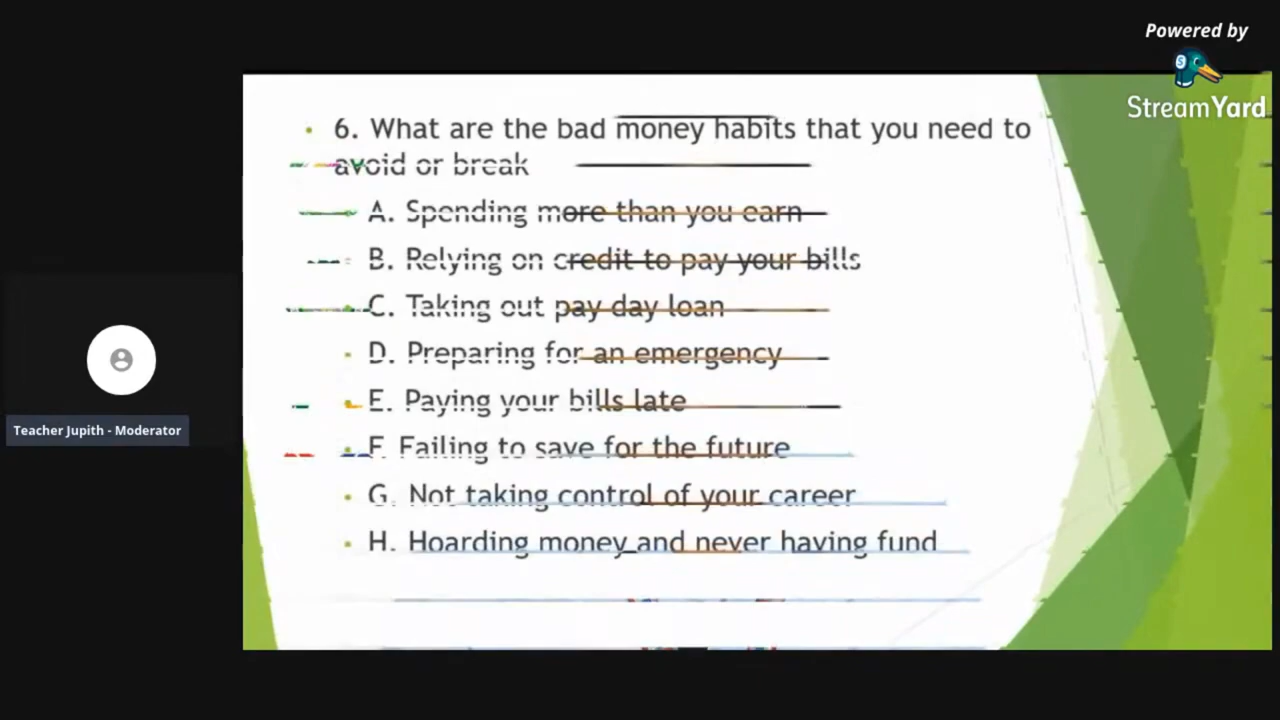 Powered by
StreamYard
6. What are the bad money habits that you need to
avoid or break
A. Spending more than you earn
B. Relying on credit to pay your bills
C. Taking out pay day loan
D. Preparing for an emergency
E. Paying your bills late
F. Failing to save for the future
G. Not taking control of your career
H. Hoarding money and never having fund
Teacher Jupith - Moderator